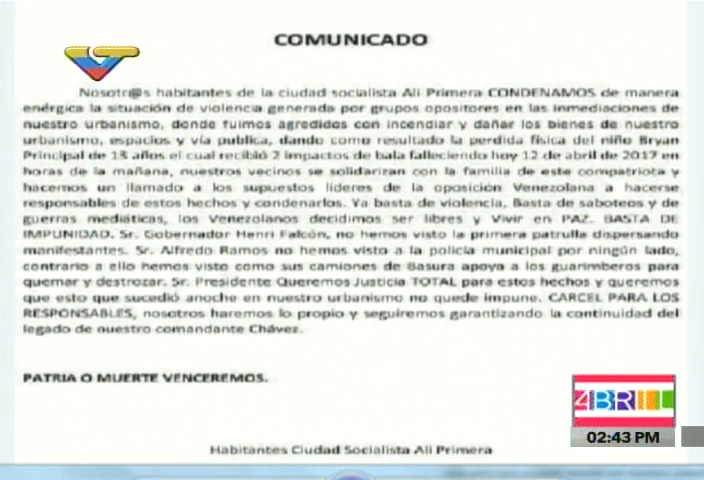 COMUNICADO
Nosotr@s habitantes de la ciudad socialista Ali Primera CONDENAMOS de manera
enérgica la situación de violencia generada por grupos opositores en las inmediaciones de
nuestro urbanismo, donde fuimos agredidos con incendiar y dañar los bienes de nuestro
urbanismo, espacios y vía publica, dando como resultado la perdida física del niño Bryan
Principal de 13 años el cual recibió 2 impactos de bala falleciendo hoy 12 de abril de 2017 en
horas de la mañana, nuestros vecinos se solidarizan con la familia de este compatriota y
hacemos un llamado a los supuestos líderes de la oposición Venezolana a hacerse
responsables de estos hechos y condenarlos. Ya basta de violencia, Basta de saboteos y de
guerras mediáticas, los Venezolanos decidimos ser libres y Vivir en PAZ. BASTA DE
IMPUNIDAD. Sr. Gobernador Henri Falcón, no hemos visto la primera patrulla dispersando
manifestantes. Sr. Alfredo Ramos no hemos visto a la policía municipal por ningún lado,
contrario a ello hemos visto como sus camiones de Basura apoya a los guarimberos para
quemar y destrozar. Sr. Presidente Queremos Justicia TOTAL para estos hechos y queremos
que esto que sucedió anoche en nuestro urbanismo no quede impune. CARCEL PARA LOS
RESPONSABLES, nosotros haremos lo propio y seguiremos garantizando la continuidad del
legado de nuestro comandante Chávez.
PATRIA O MUERTE VENCEREMOS.
4BRIL
02:43 PM
Habitantes Ciudad Socialista Ali Primera